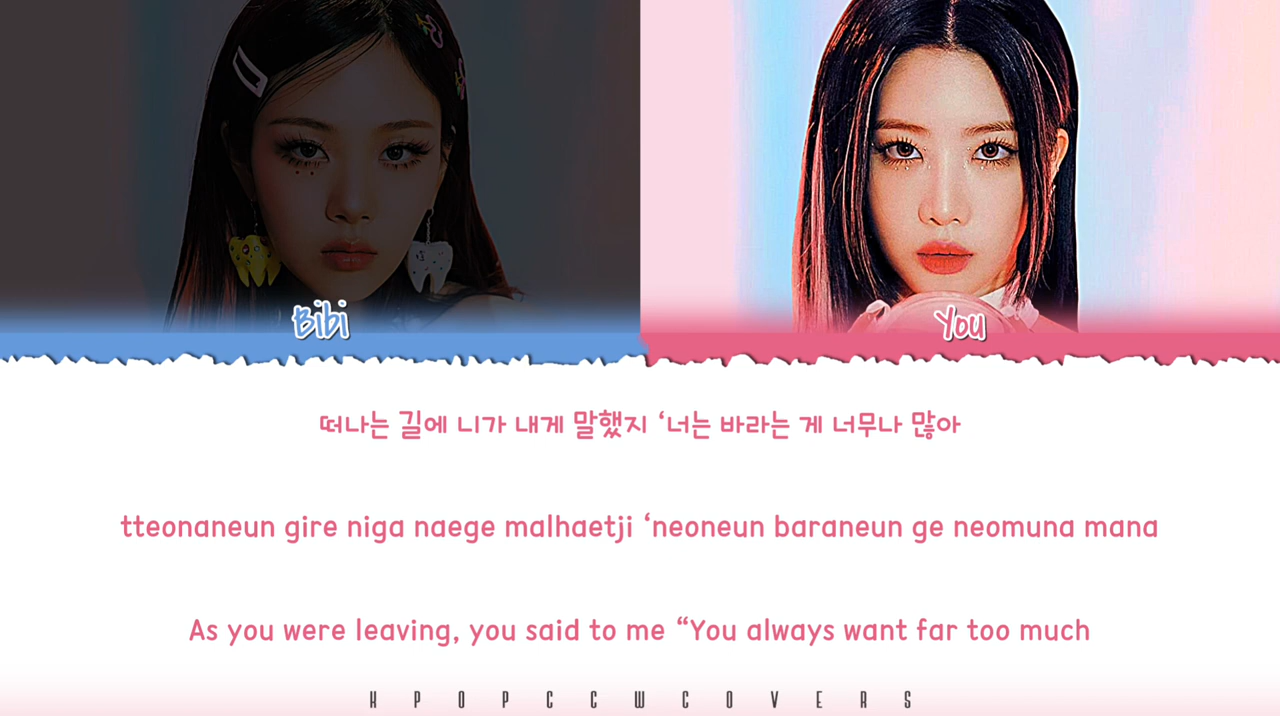 Bibi
You
떠나는 길에 니가 내게 말했지 ‘너는 바라는 게 너무나 많아
tteonaneun gire niga naege malhaetji ‘neoneun baraneun ge neomuna mana
As you were leaving, you said to me “You always want far too much
KPOPCCWCOVERS